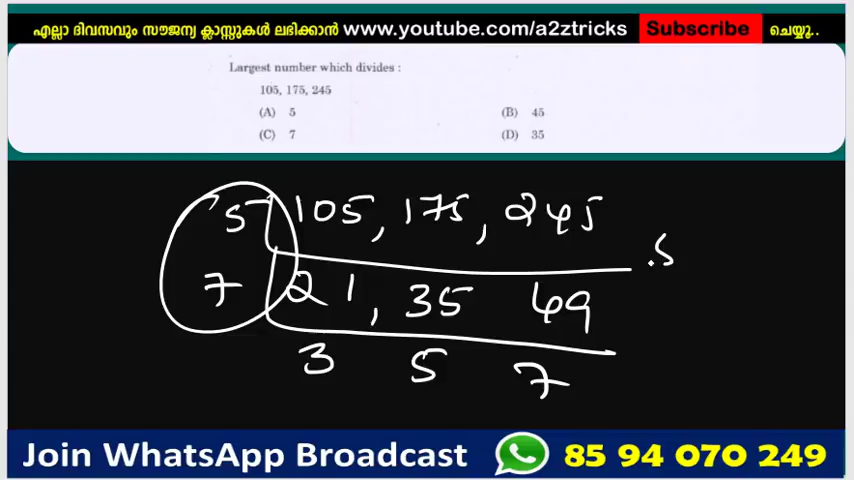 എല്ലാ ദിവസവും സൗജന്യ ക്ലാസ്സുകൾ ലഭിക്കാൻ www.youtube.com/a2ztricks Subscribe ചെയ്യൂ..
Largest number which divides :
105, 175, 245
(A) 5 (B) 45
(C) 7 (D) 35
5 105, 175, 245
7 21, 35 49
3 5 7
Join WhatsApp Broadcast 85 94 070 249